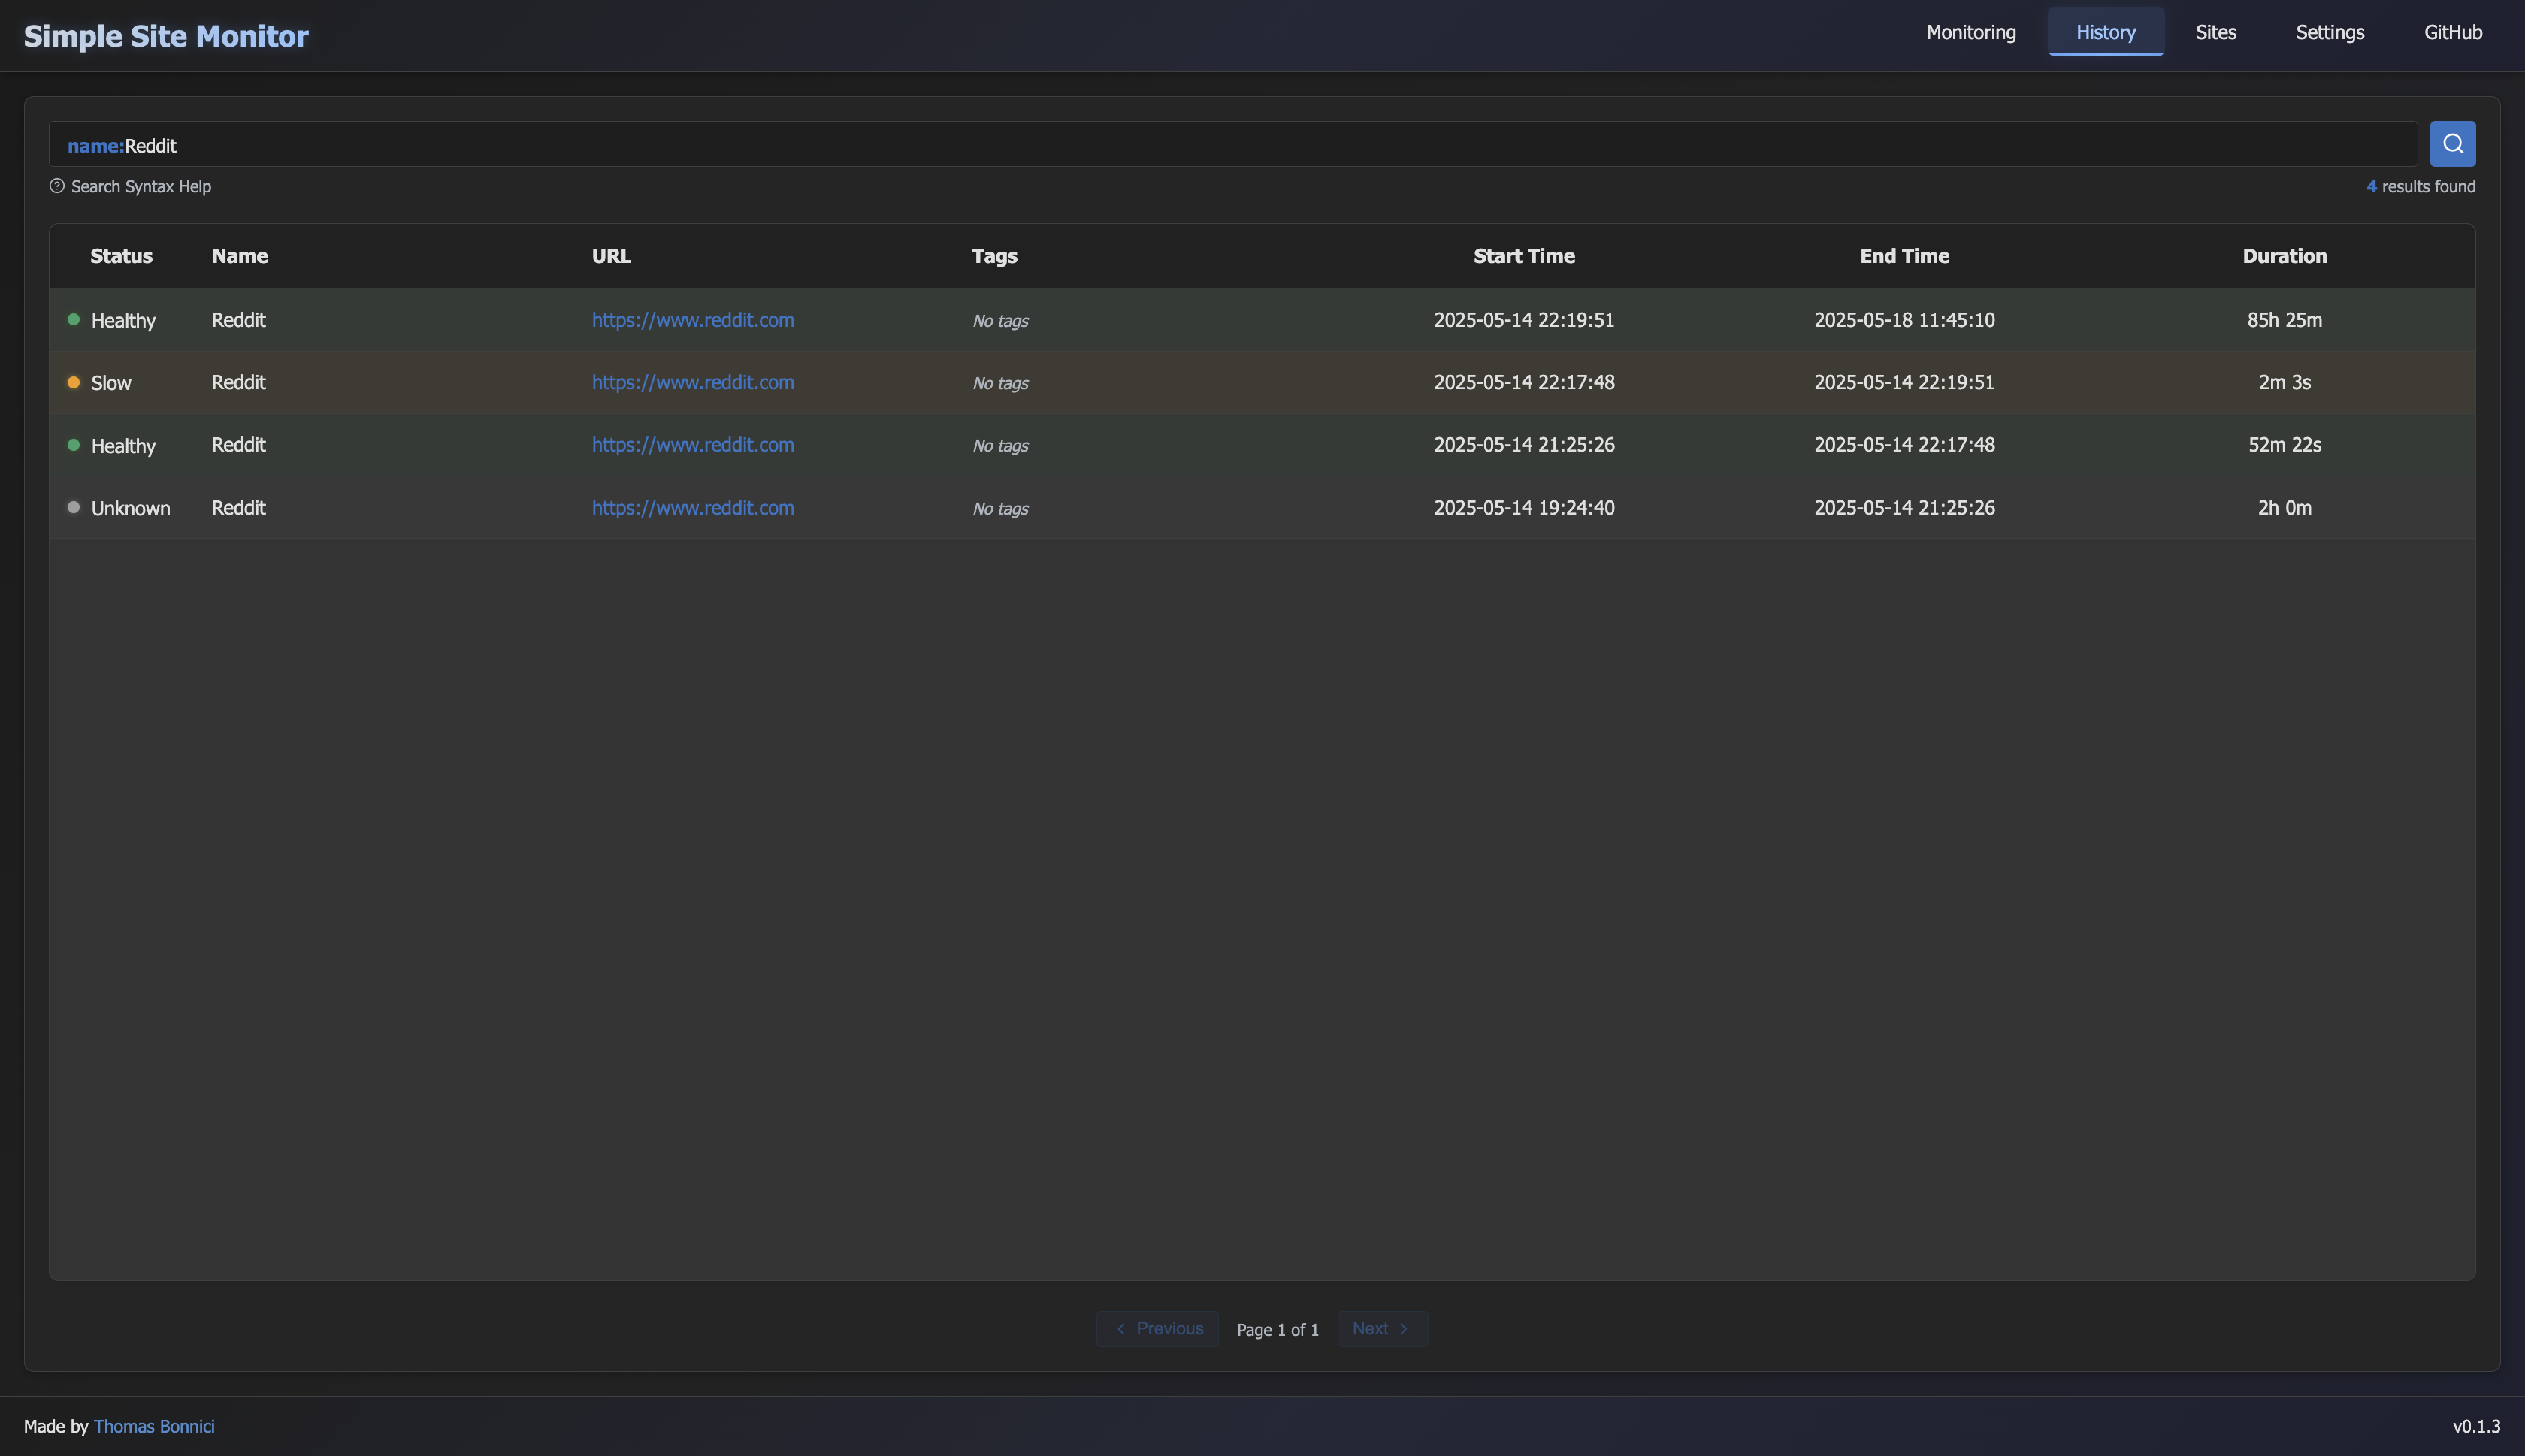 Simple Site Monitor Monitoring History Sites Settings GitHub
name:Reddit
Search Syntax Help 4 results found
Status Name URL Tags Start Time End Time Duration
Healthy Reddit https://www.reddit.com No tags 2025-05-14 22:19:51 2025-05-18 11:45:10 85h 25m
Slow Reddit https://www.reddit.com No tags 2025-05-14 22:17:48 2025-05-14 22:19:51 2m 3s
Healthy Reddit https://www.reddit.com No tags 2025-05-14 21:25:26 2025-05-14 22:17:48 52m 22s
Unknown Reddit https://www.reddit.com No tags 2025-05-14 19:24:40 2025-05-14 21:25:26 2h 0m
Previous Page 1 of 1 Next
Made by Thomas Bonnici v0.1.3